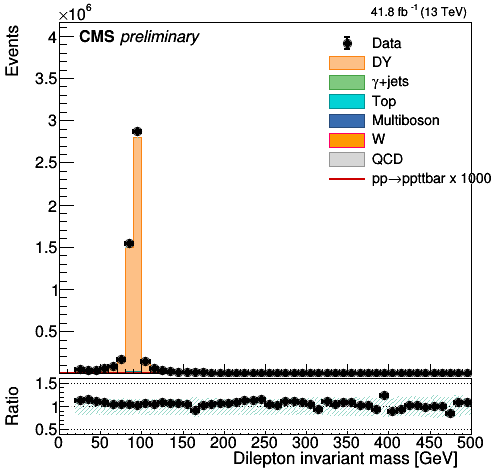 ×10⁶
41.8 fb⁻¹ (13 TeV)
Events
CMS preliminary
4
3.5
3
2.5
2
1.5
1
0.5
Data
DY
γ+jets
Top
Multiboson
W
QCD
pp→ppttbar x 1000
Ratio
1.5
1
0.5
0 50 100 150 200 250 300 350 400 450 500
Dilepton invariant mass [GeV]